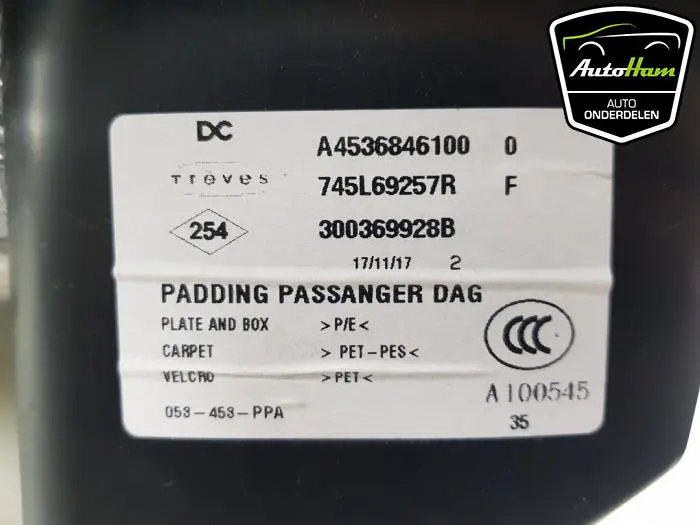 AutoHam
AUTO
ONDERDELEN
DC
A4536846100 0
Treves
745L69257R F
254
300369928B
17/11/17 2
PADDING PASSANGER DAG
PLATE AND BOX >P/E<
CARPET > PET-PES<
VELCRO >PET<
CCC
A100545
053-453-PPA
35